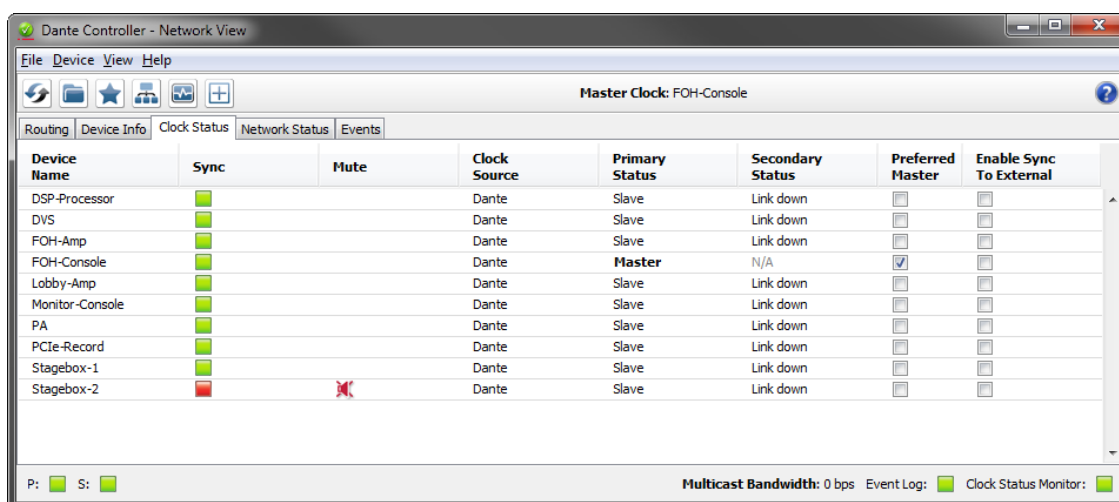 Dante Controller - Network View
File Device View Help
Master Clock: FOH-Console
?
Routing Device Info Clock Status Network Status Events
Device Name Sync Mute Clock Source Primary Status Secondary Status Preferred Master Enable Sync To External
DSP-Processor Dante Slave Link down
DVS Dante Slave Link down
FOH-Amp Dante Slave Link down
FOH-Console Dante Master N/A
Lobby-Amp Dante Slave Link down
Monitor-Console Dante Slave Link down
PA Dante Slave Link down
PCIe-Record Dante Slave Link down
Stagebox-1 Dante Slave Link down
Stagebox-2 Dante Slave Link down
P: S: Multicast Bandwidth: 0 bps Event Log: Clock Status Monitor: